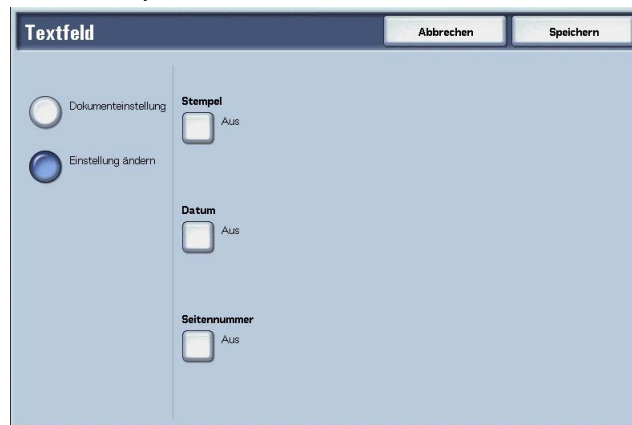 Textfeld
Abbrechen
Speichern
Dokumenteinstellung
Einstellung ändern
Stempel
Aus
Datum
Aus
Seitennummer
Aus